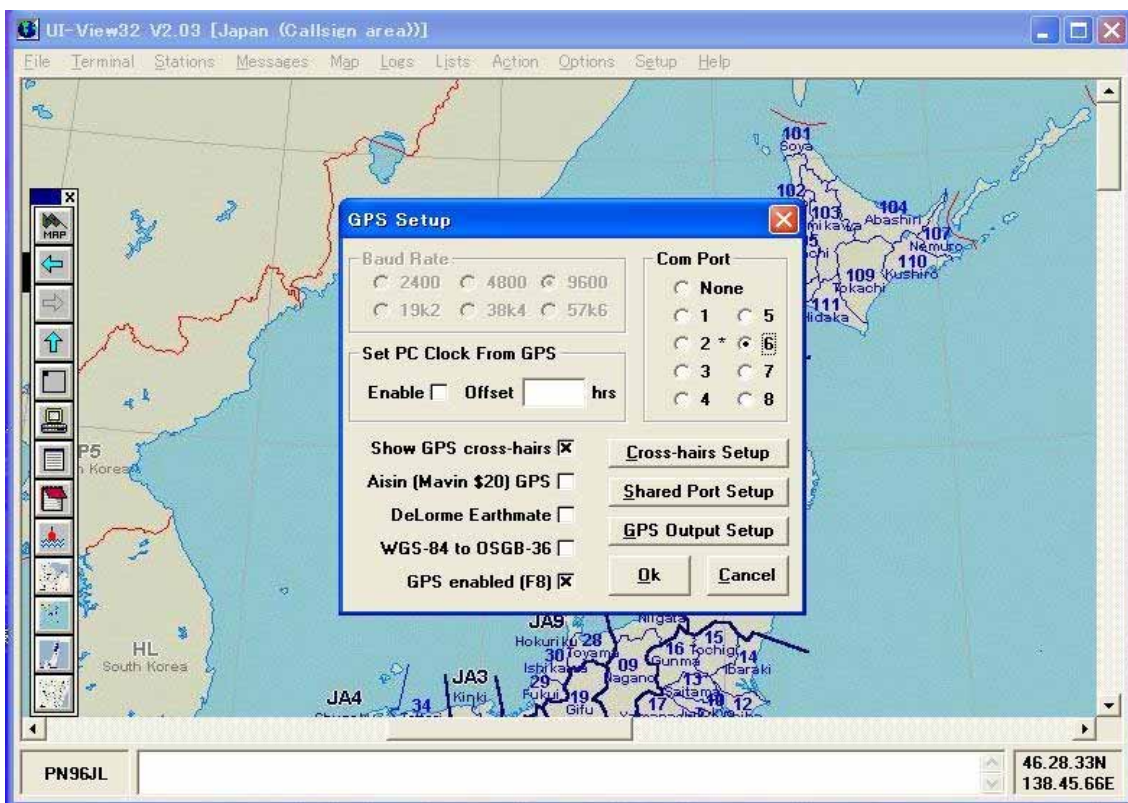 UI-View32 V2.03 [Japan (Callsign area))]
File Terminal Stations Messages Map Logs Lists Action Options Setup Help
MAP
GPS Setup
Baud Rate
2400 4800 9600
19k2 38k4 57k6
Com Port
None
1 5
2 * 6
3 7
4 8
Set PC Clock From GPS
Enable Offset hrs
Show GPS cross-hairs
Aisin (Mavin $20) GPS
DeLorme Earthmate
WGS-84 to OSGB-36
GPS enabled (F8)
Cross-hairs Setup
Shared Port Setup
GPS Output Setup
Ok Cancel
101
Soya
102
103
104
Abashiri
107
Nemuro
110
Kushiro
109
Tokachi
111
Hidaka
P5
HL
South Korea
JA9
Hokuriku
28
Toyama
30
Ishikawa
29
Fukui
19
Gifu
09
Nagano
16
Gunma
15
Tochigi
14
Ibaraki
13
Saitama
17
10
12
JA3
Kinki
JA4
34
Niigata
PN96JL
46.28.33N
138.45.66E